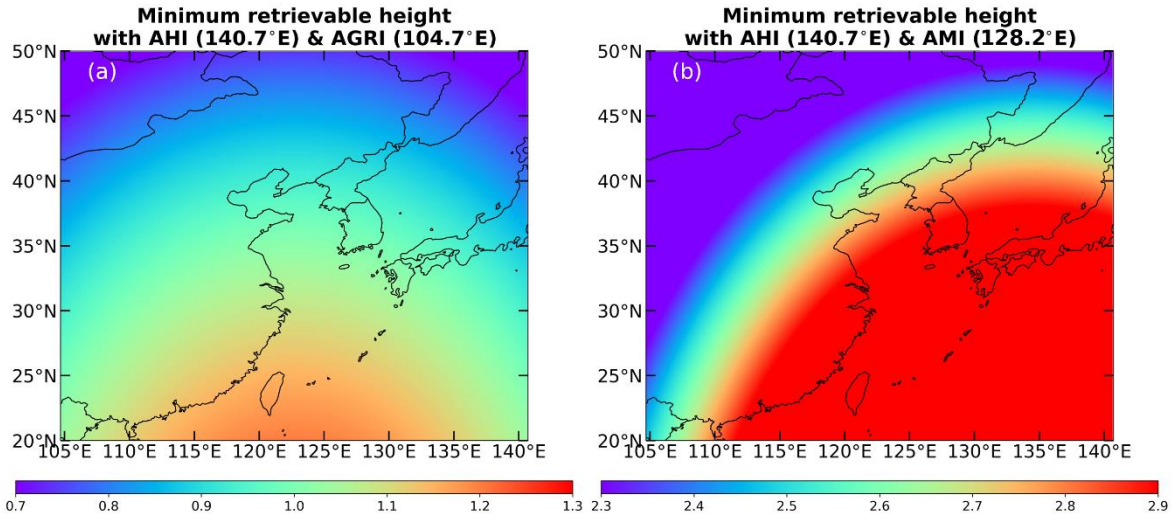 Minimum retrievable height
with AHI (140.7°E) & AGRI (104.7°E)
(a)
50°N
45°N
40°N
35°N
30°N
25°N
20°N
105°E 110°E 115°E 120°E 125°E 130°E 135°E 140°E
0.7 0.8 0.9 1.0 1.1 1.2 1.3
Minimum retrievable height
with AHI (140.7°E) & AMI (128.2°E)
(b)
50°N
45°N
40°N
35°N
30°N
25°N
20°N
105°E 110°E 115°E 120°E 125°E 130°E 135°E 140°E
2.3 2.4 2.5 2.6 2.7 2.8 2.9